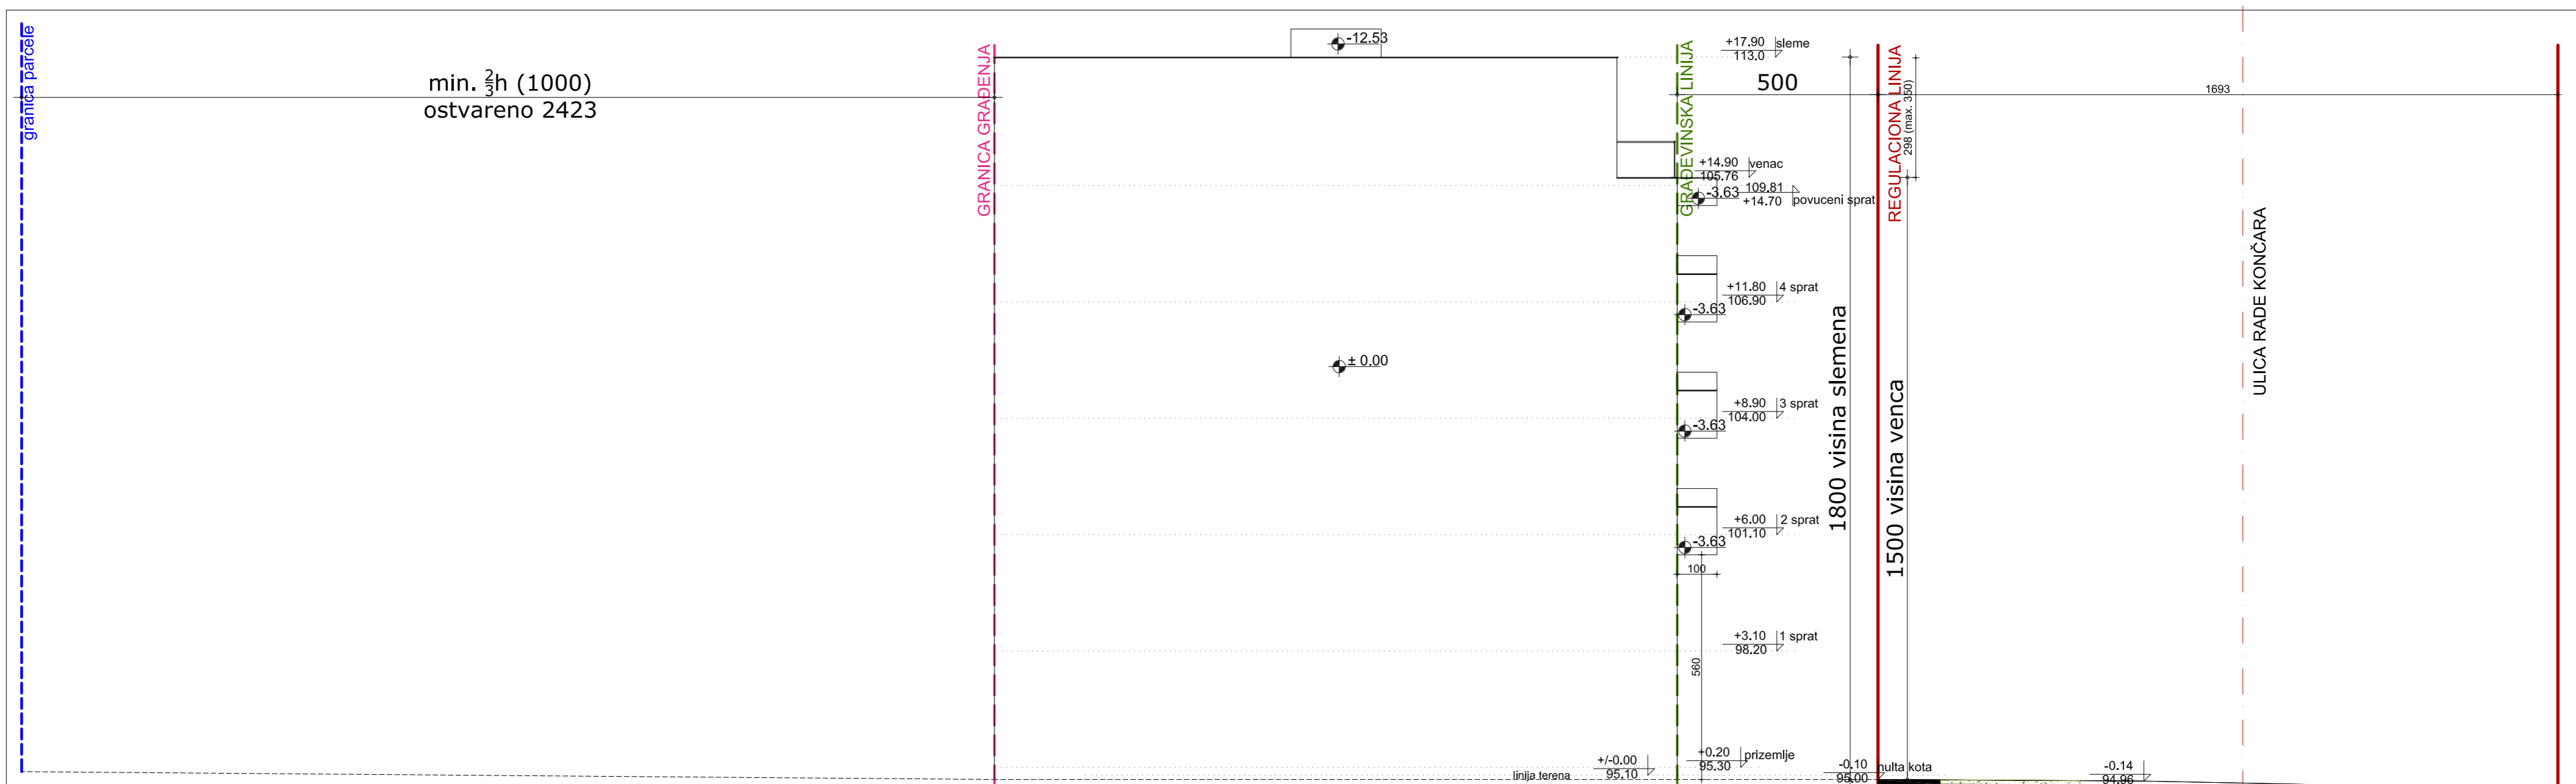 granica parcele
min. 2/3h (1000)
ostvareno 2423
GRANICA GRAĐENJA
-12.53
± 0.00
GRAĐEVINSKA LINIJA
+17.90 sleme
113.0
500
+14.90 venac
105.76
-3.63
109.81
+14.70 povuceni sprat
+11.80 4 sprat
106.90
-3.63
+8.90 3 sprat
104.00
-3.63
+6.00 2 sprat
101.10
-3.63
100
+3.10 1 sprat
98.20
560
+0.20 prizemlje
95.30
+/-0.00
95.10
linija terena
1800 visina slemena
REGULACIONA LINIJA
298 (max. 350)
1500 visina venca
-0.10 nulta kota
95.00
1693
ULICA RADE KONČARA
-0.14
94.96